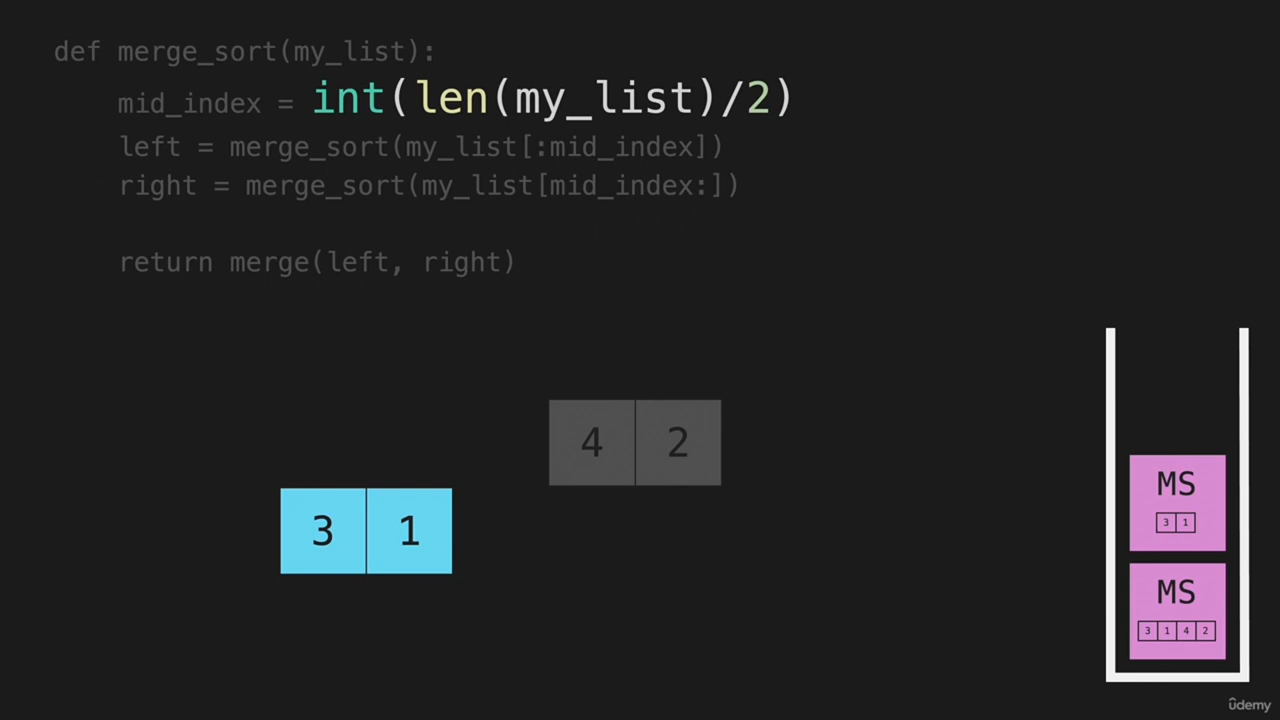 def merge_sort(my_list):
    mid_index = int(len(my_list)/2)
    left = merge_sort(my_list[:mid_index])
    right = merge_sort(my_list[mid_index:])
    return merge(left, right)
4 2
3 1
MS
3 1
MS
3 1 4 2
ûdemy